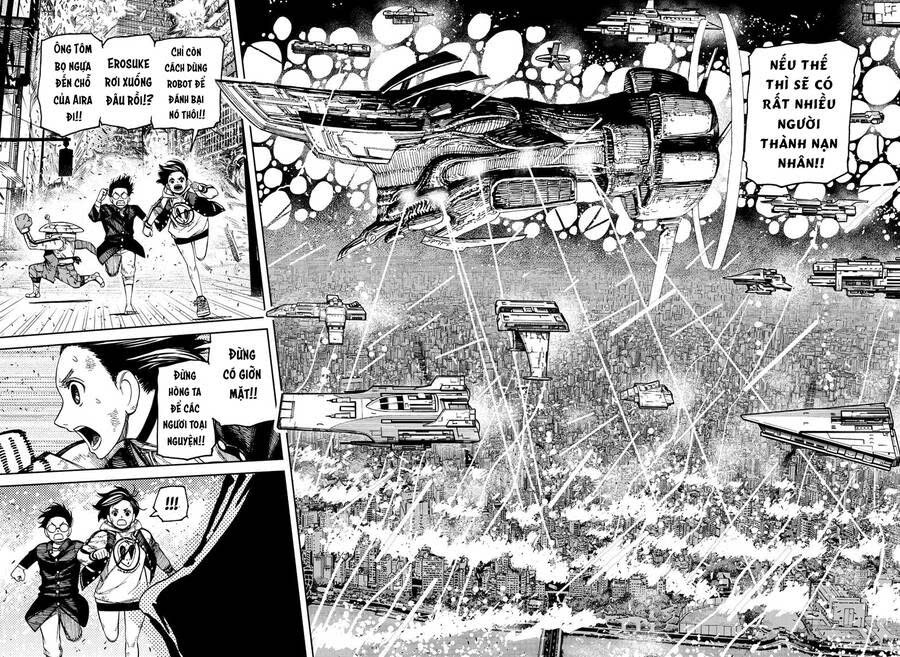 NẾU THẾ
THÌ SẼ CÓ
RẤT NHIỀU
NGƯỜI
THÀNH NẠN
NHÂN!!
CHỈ CÒN
CÁCH DÙNG
ROBOT ĐỂ
ĐÁNH BẠI
NÓ THÔI!!
EROSUKE
RƠI XUỐNG
ĐÂU RỒI!?
ÔNG TÔM
BỌ NGỰA
ĐẾN CHỖ
CỦA AIRA
ĐI!!
ĐỪNG
CÓ GIỠN
MẶT!!
ĐỪNG
HÒNG TA
ĐỂ CÁC
NGƯƠI TOẠI
NGUYỆN!!
!!!